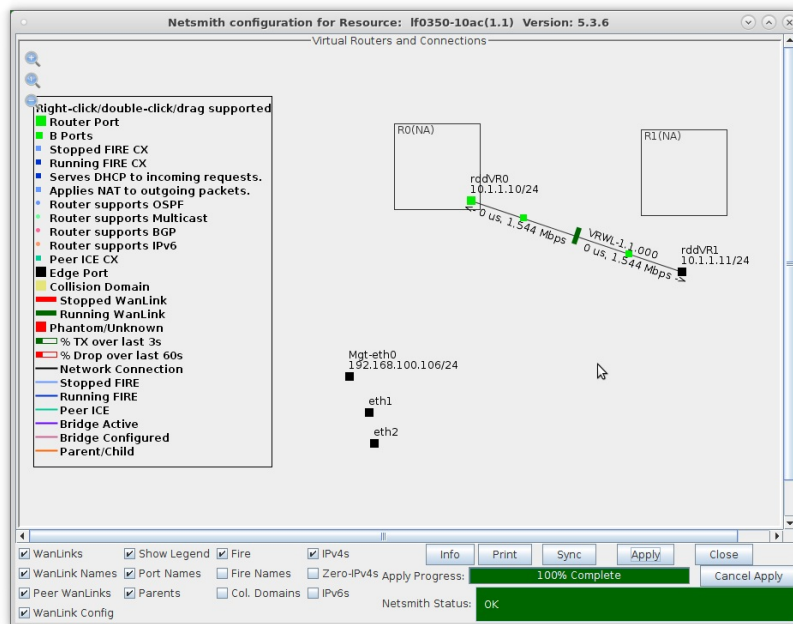 Netsmith configuration for Resource: lf0350-10ac(1.1) Version: 5.3.6
Virtual Routers and Connections
Right-click/double-click/drag supported
Router Port
B Ports
Stopped FIRE CX
Running FIRE CX
Serves DHCP to incoming requests.
Applies NAT to outgoing packets.
Router supports OSPF
Router supports Multicast
Router supports BGP
Router supports IPv6
Peer ICE CX
Edge Port
Collision Domain
Stopped WanLink
Running WanLink
Phantom/Unknown
% TX over last 3s
% Drop over last 60s
Network Connection
Stopped FIRE
Running FIRE
Peer ICE
Bridge Active
Bridge Configured
Parent/Child
R0(NA)
R1(NA)
rddVR0
10.1.1.10/24
<- 0 us, 1.544 Mbps
VRWL-1.1.000
0 us, 1.544 Mbps ->
rddVR1
10.1.1.11/24
Mgt-eth0
192.168.100.106/24
eth1
eth2
WanLinks Show Legend Fire IPv4s Info Print Sync Apply Close
WanLink Names Port Names Fire Names Zero-IPv4s Apply Progress: 100% Complete Cancel Apply
Peer WanLinks Parents Col. Domains IPv6s
WanLink Config Netsmith Status: OK